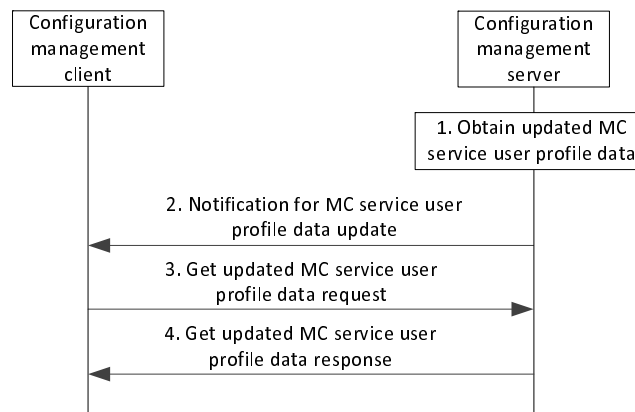 Configuration
management
client
Configuration
management
server
1. Obtain updated MC
service user profile data
2. Notification for MC service user
profile data update
3. Get updated MC service user
profile data request
4. Get updated MC service user
profile data response